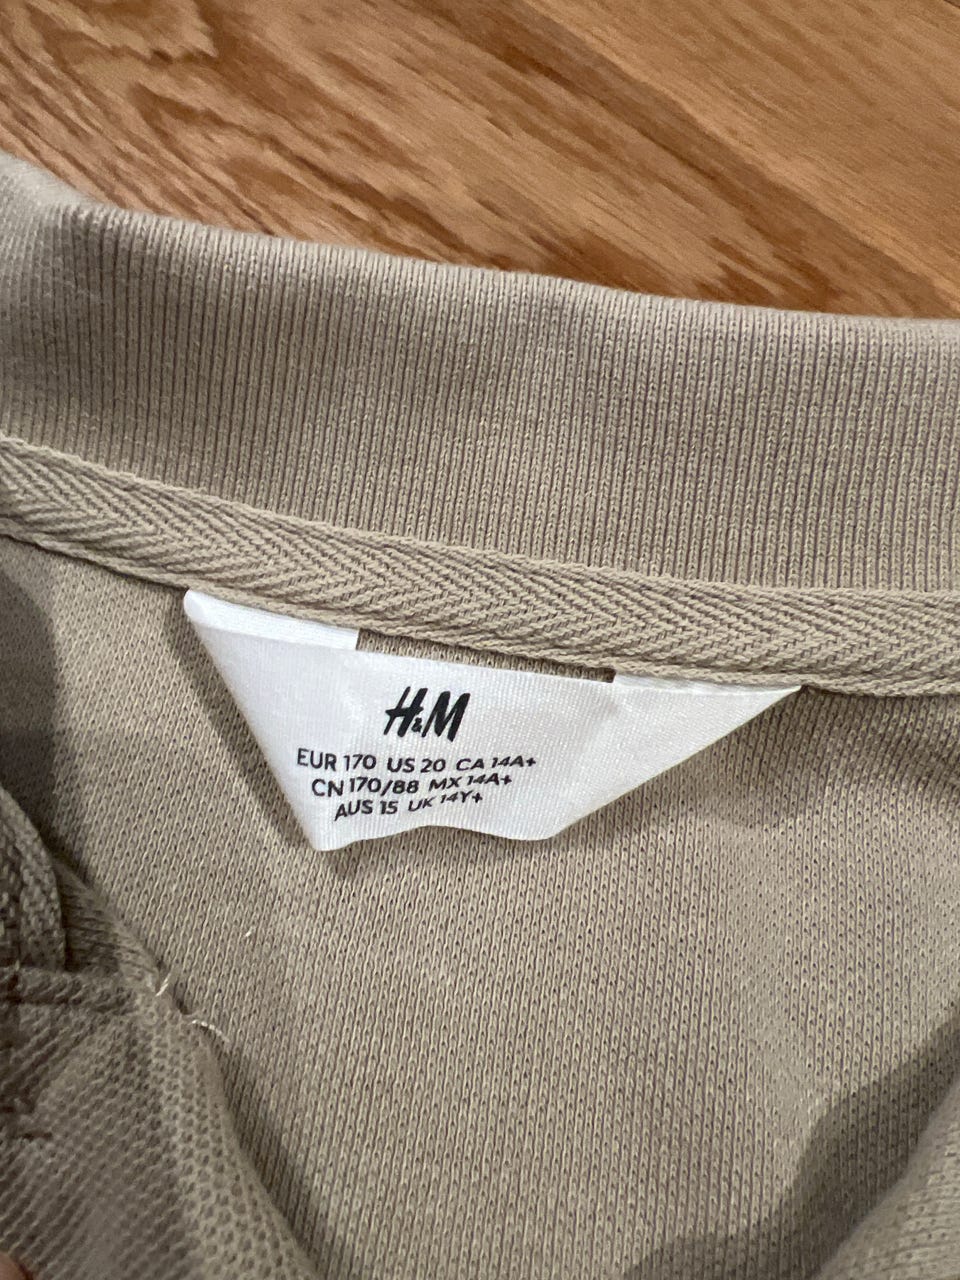 H&M
EUR 170 US 20 CA 14A+
CN 170/88 MX 14A+
AUS 15 UK 14Y+